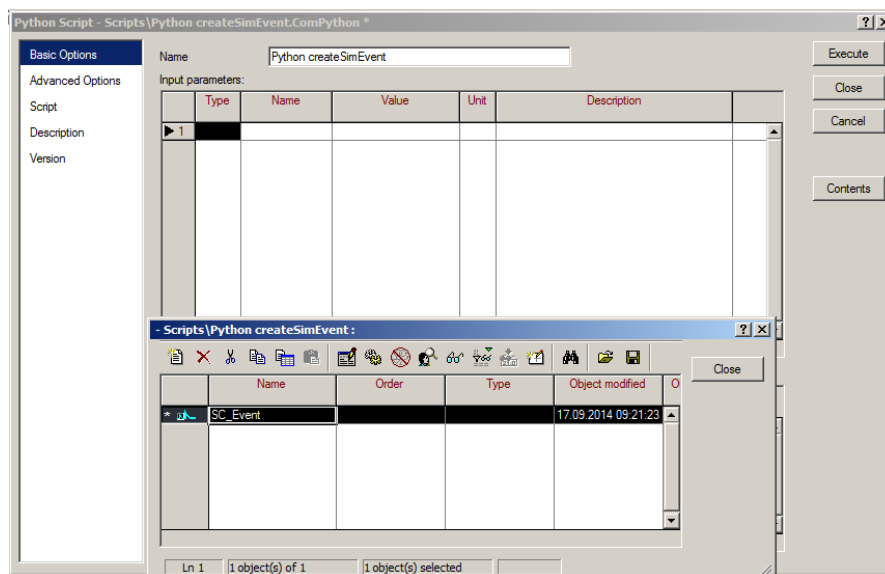 Python Script - Scripts\Python createSimEvent.ComPython *
Basic Options
Advanced Options
Script
Description
Version
Name
Python createSimEvent
Input parameters:
Type
Name
Value
Unit
Description
1
Execute
Close
Cancel
Contents
- Scripts\Python createSimEvent :
Close
Name
Order
Type
Object modified
O
* SC_Event
17.09.2014 09:21:23
Ln 1
1 object(s) of 1
1 object(s) selected